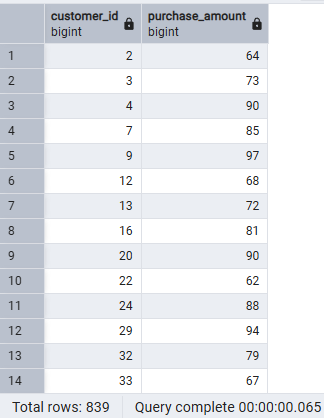 customer_id purchase_amount
bigint bigint
1 2 64
2 3 73
3 4 90
4 7 85
5 9 97
6 12 68
7 13 72
8 16 81
9 20 90
10 22 62
11 24 88
12 29 94
13 32 79
14 33 67
Total rows: 839 Query complete 00:00:00.065